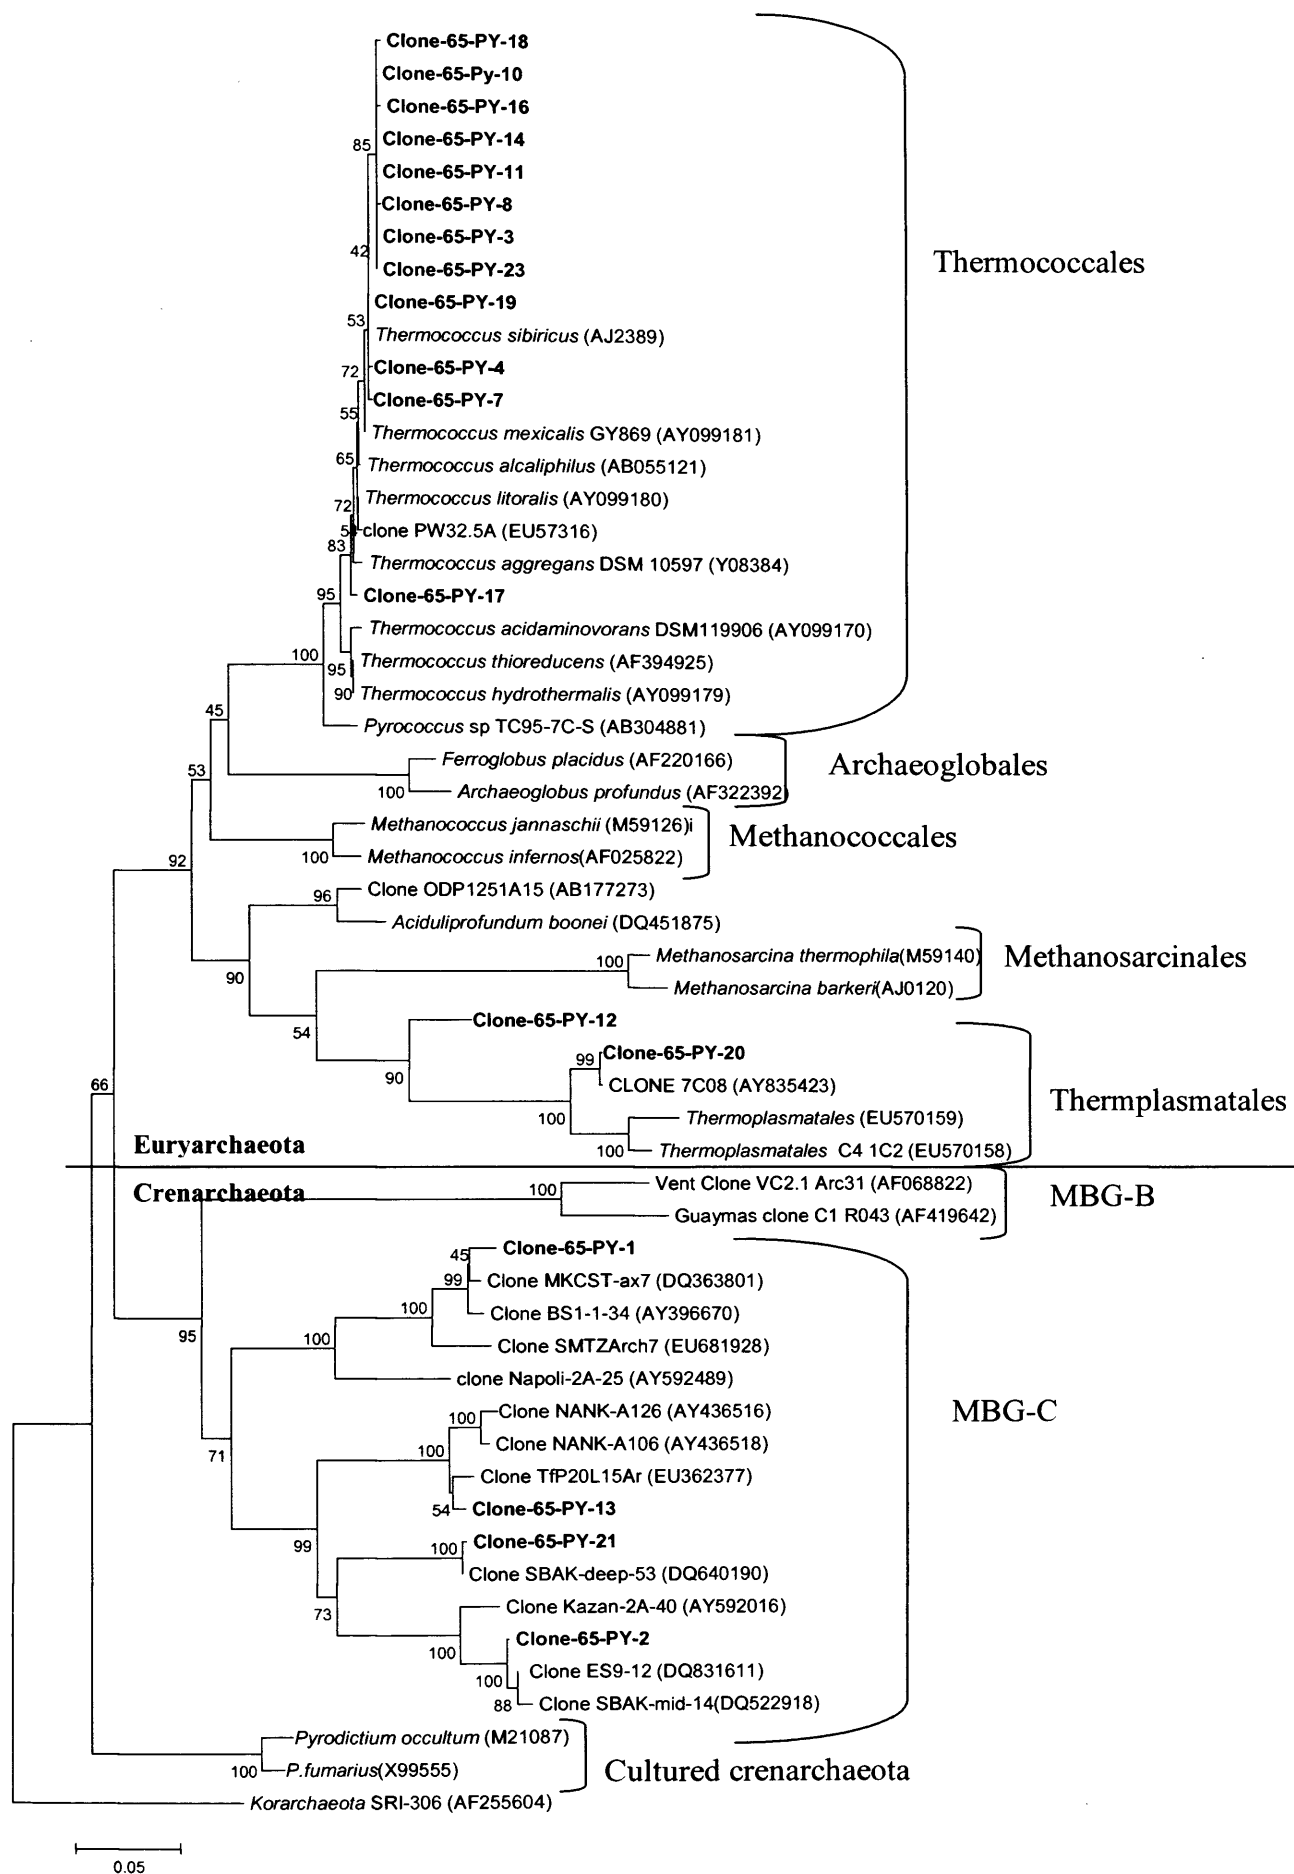 Clone-65-PY-18
Clone-65-Py-10
Clone-65-PY-16
Clone-65-PY-14
85
Clone-65-PY-11
Clone-65-PY-8
Clone-65-PY-3
42
Thermococcales
Clone-65-PY-23
Clone-65-PY-19
53
Thermococcus sibiricus (AJ2389)
Clone-65-PY-4
72
Clone-65-PY-7
55
Thermococcus mexicalis GY869 (AY099181)
65
Thermococcus alcaliphilus (AB055121)
Thermococcus litoralis (AY099180)
72
clone PW32.5A (EU57316)
83
Thermococcus aggregans DSM 10597 (Y08384)
95
Clone-65-PY-17
Thermococcus acidaminovorans DSM119906 (AY099170)
100
95
Thermococcus thioreducens (AF394925)
90
Thermococcus hydrothermalis (AY099179)
45
Pyrococcus sp TC95-7C-S (AB304881)
Ferroglobus placidus (AF220166)
Archaeoglobales
53
100
Archaeoglobus profundus (AF322392)
Methanococcus jannaschii (M59126)i
Methanococcales
100
Methanococcus infernos(AF025822)
92
Clone ODP1251A15 (AB177273)
96
Aciduliprofundum boonei (DQ451875)
Methanosarcina thermophila(M59140)
Methanosarcinales
100
90
Methanosarcina barkeri(AJ0120)
Clone-65-PY-12
54
Clone-65-PY-20
99
90
CLONE 7C08 (AY835423)
66
Thermoplasmatales (EU570159)
Thermplasmatales
100
100
Thermoplasmatales C4 1C2 (EU570158)
Euryarchaeota
Crenarchaeota
Vent Clone VC2.1 Arc31 (AF068822)
MBG-B
100
Guaymas clone C1 R043 (AF419642)
Clone-65-PY-1
45
99
Clone MKCST-ax7 (DQ363801)
100
Clone BS1-1-34 (AY396670)
95
100
Clone SMTZArch7 (EU681928)
clone Napoli-2A-25 (AY592489)
Clone NANK-A126 (AY436516)
MBG-C
100
Clone NANK-A106 (AY436518)
71
100
Clone TfP20L15Ar (EU362377)
54
Clone-65-PY-13
99
Clone-65-PY-21
100
Clone SBAK-deep-53 (DQ640190)
Clone Kazan-2A-40 (AY592016)
73
Clone-65-PY-2
100
Clone ES9-12 (DQ831611)
100
88
Clone SBAK-mid-14(DQ522918)
Pyrodictium occultum (M21087)
100
P.fumarius(X99555)
Cultured crenarchaeota
Korarchaeota SRI-306 (AF255604)
0.05